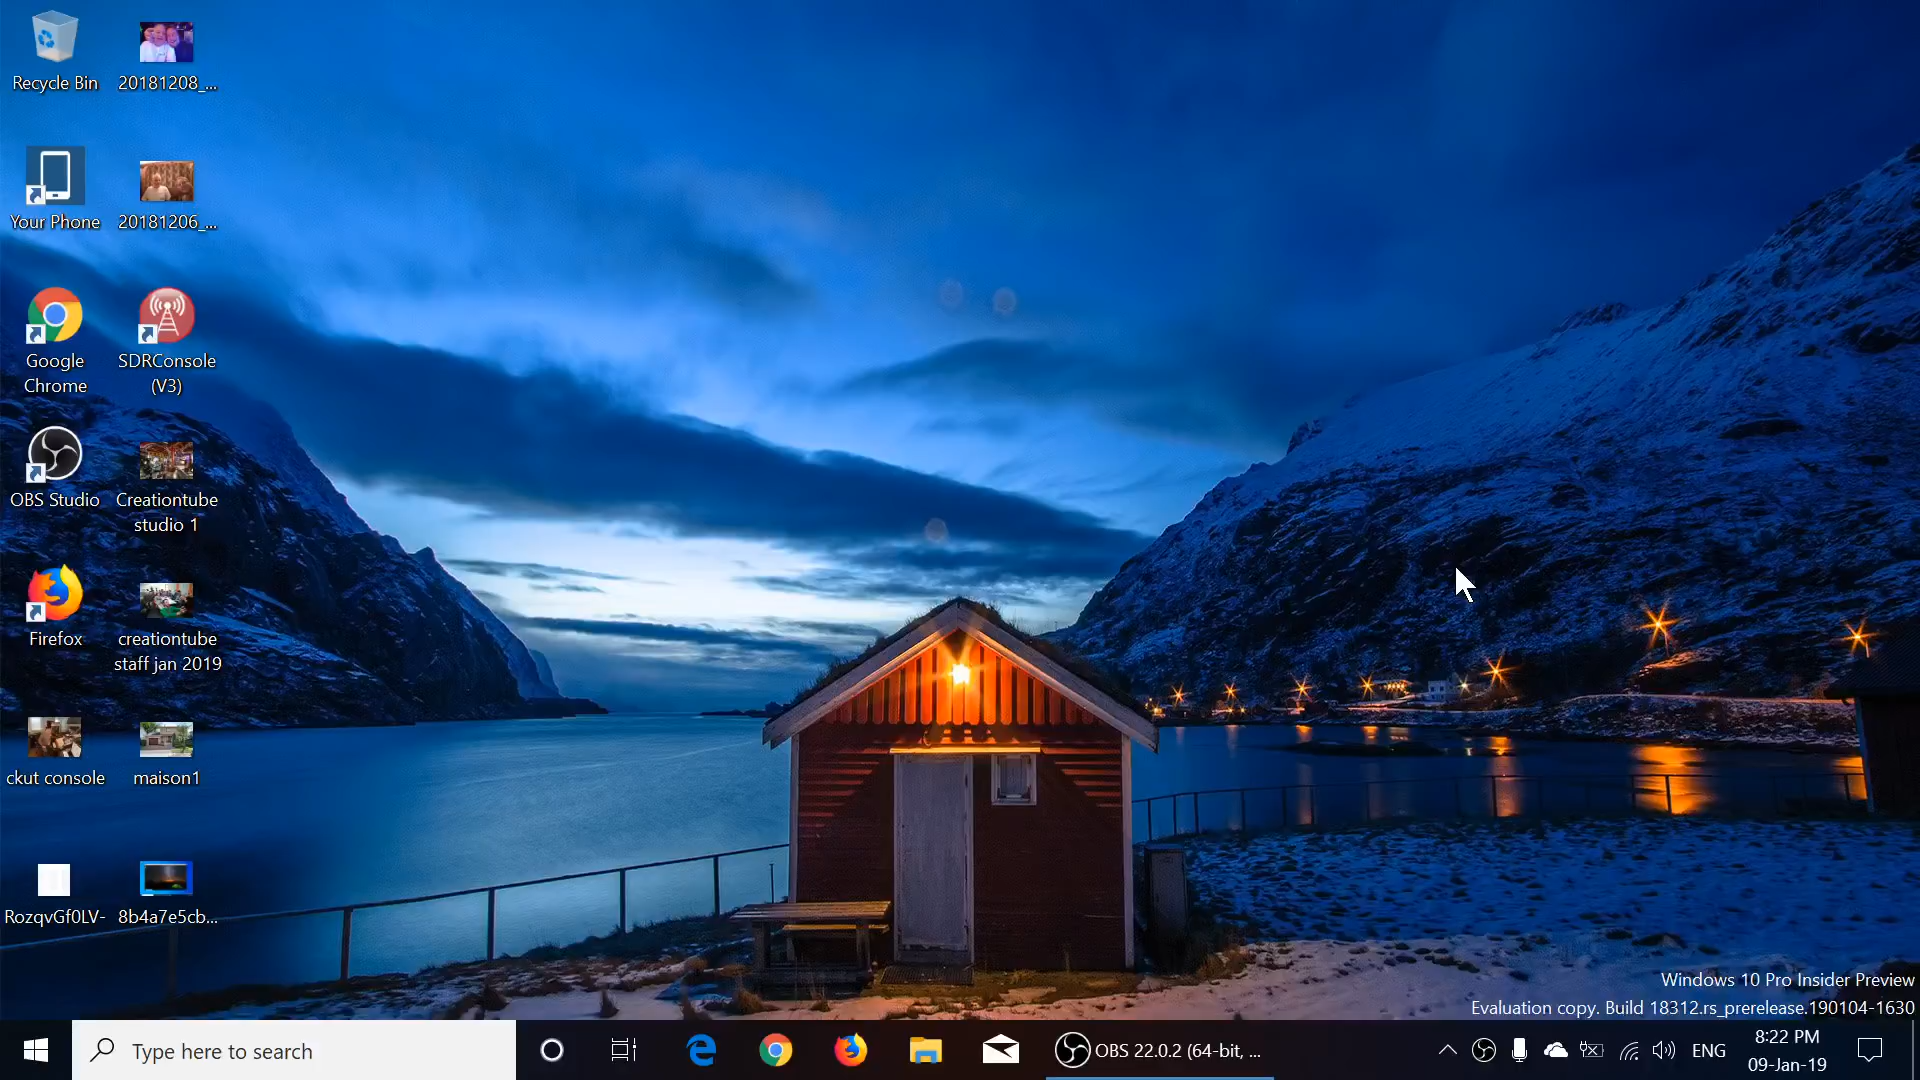 Recycle Bin
20181208_...
Your Phone
20181206_...
Google
Chrome
SDRConsole
(V3)
OBS Studio
Creationtube
studio 1
Firefox
creationtube
staff jan 2019
ckut console
maison1
RozqvGf0LV-
8b4a7e5cb...
Windows 10 Pro Insider Preview
Evaluation copy. Build 18312.rs_prerelease.190104-1630
Type here to search
OBS 22.0.2 (64-bit, ...
ENG
8:22 PM
09-Jan-19